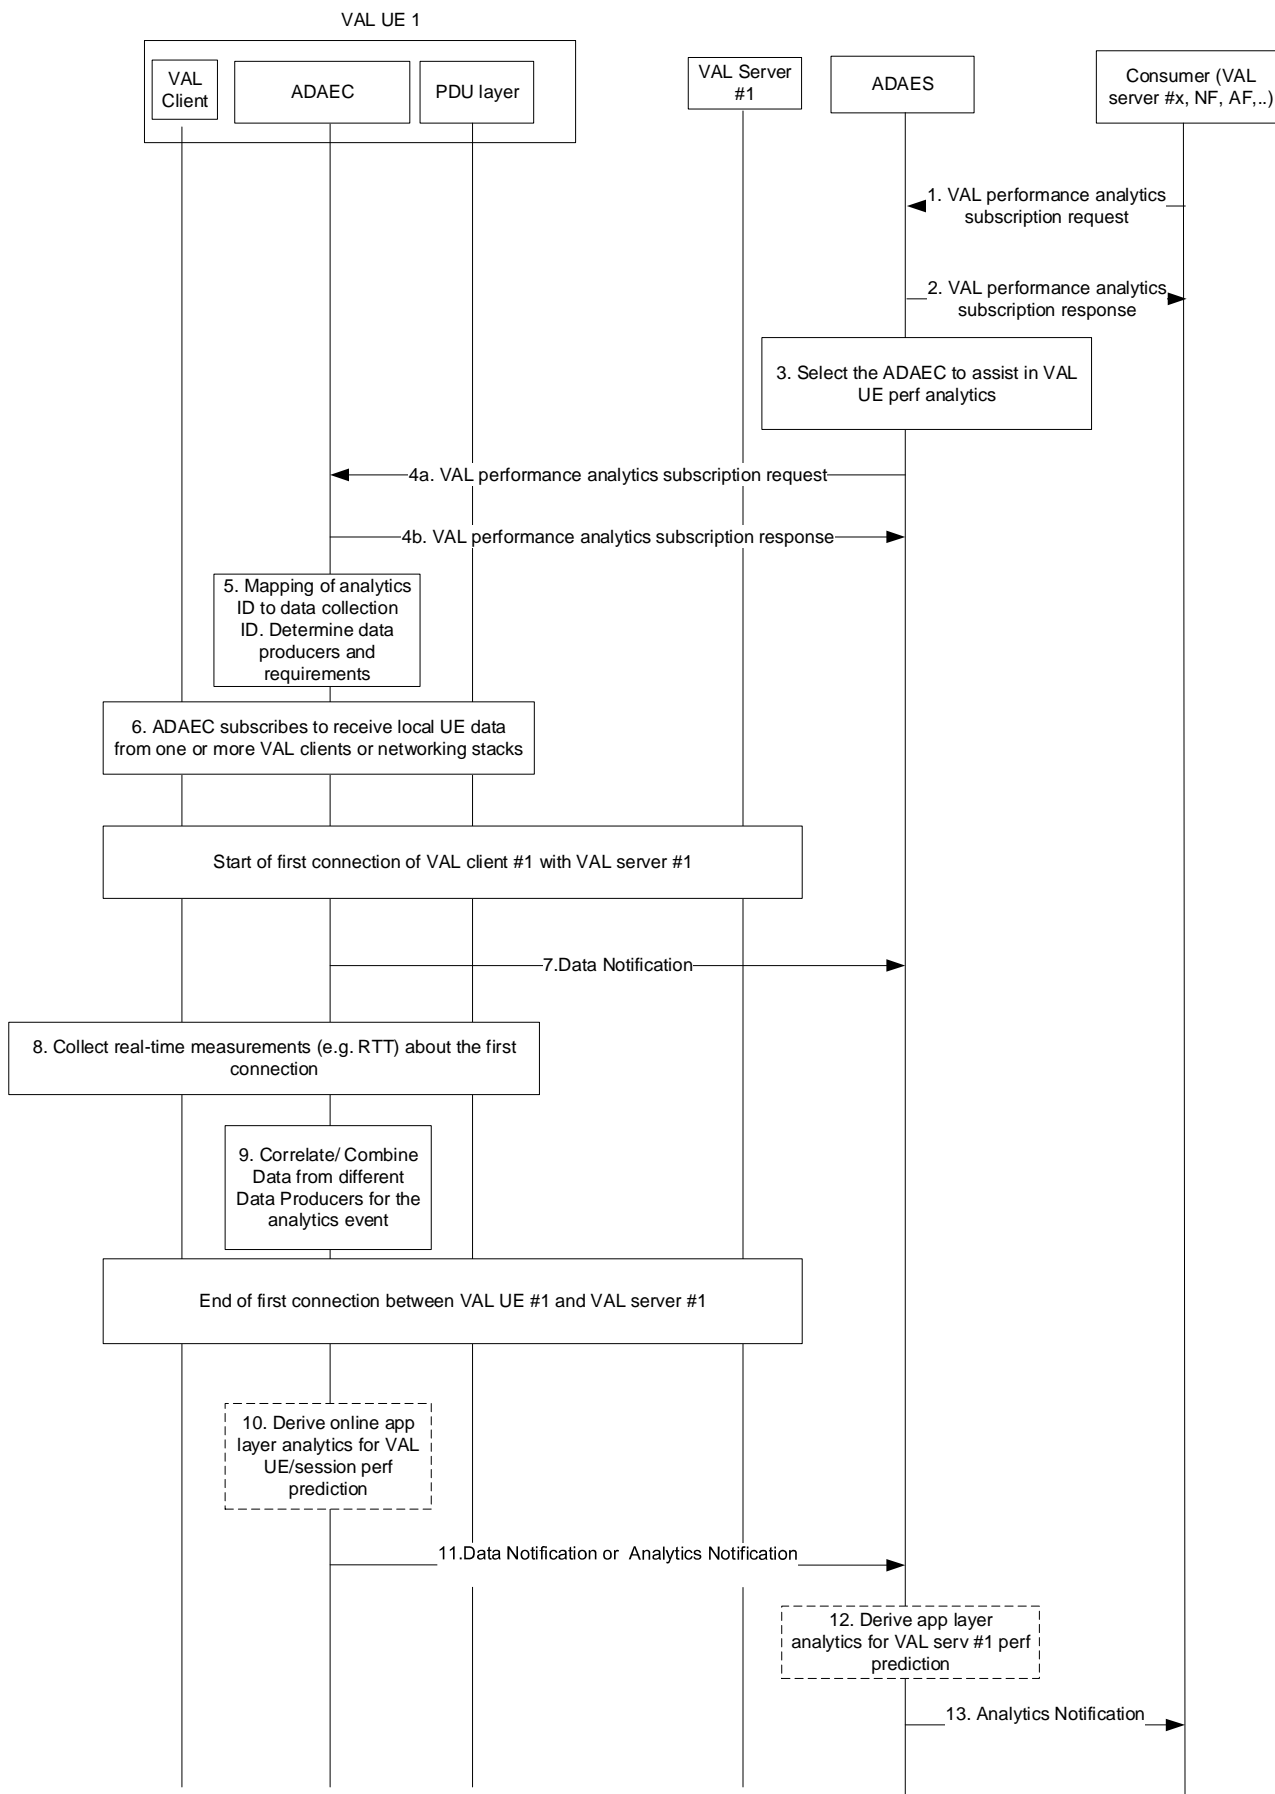 VAL UE 1
VAL
Client
ADAEC
PDU layer
VAL Server
#1
ADAES
Consumer (VAL
server #x, NF, AF,..)
1. VAL performance analytics
subscription request
2. VAL performance analytics
subscription response
3. Select the ADAEC to assist in VAL
UE perf analytics
4a. VAL performance analytics subscription request
4b. VAL performance analytics subscription response
5. Mapping of analytics
ID to data collection
ID. Determine data
producers and
requirements
6. ADAEC subscribes to receive local UE data
from one or more VAL clients or networking stacks
Start of first connection of VAL client #1 with VAL server #1
7.Data Notification
8. Collect real-time measurements (e.g. RTT) about the first
connection
9. Correlate/ Combine
Data from different
Data Producers for the
analytics event
End of first connection between VAL UE #1 and VAL server #1
10. Derive online app
layer analytics for VAL
UE/session perf
prediction
11.Data Notification or Analytics Notification
12. Derive app layer
analytics for VAL serv #1 perf
prediction
13. Analytics Notification